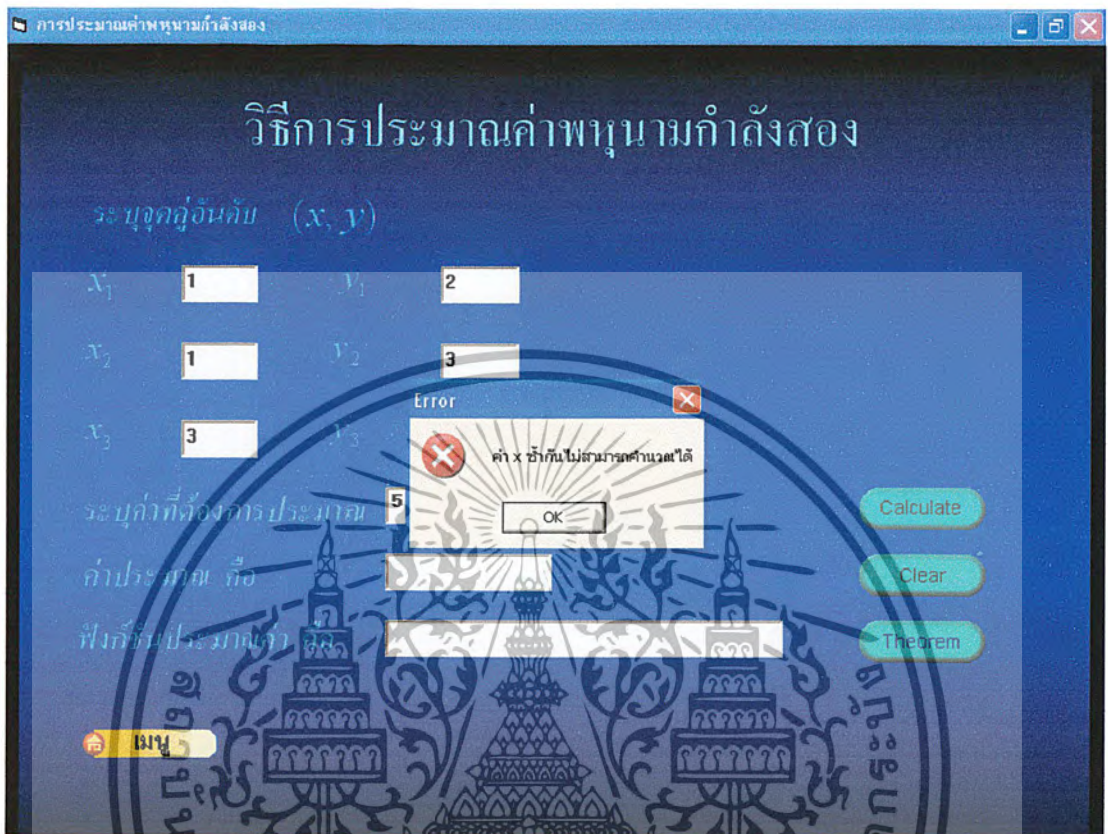 การประมาณค่าพหุนามกำลังสอง
วิธีการประมาณค่าพหุนามกำลังสอง
ระบุจุดคู่อันดับ (x, y)
x₁ 1 y₁ 2
x₂ 1 y₂ 3
Error
x₃ 3 y₃
ค่า x ซ้ำกันไม่สามารถคำนวณได้
OK
ระบุค่าที่ต้องการประมาณ 5
Calculate
ค่าประมาณ คือ
Clear
ฟังก์ชันประมาณค่า คือ
Theorem
เมนู